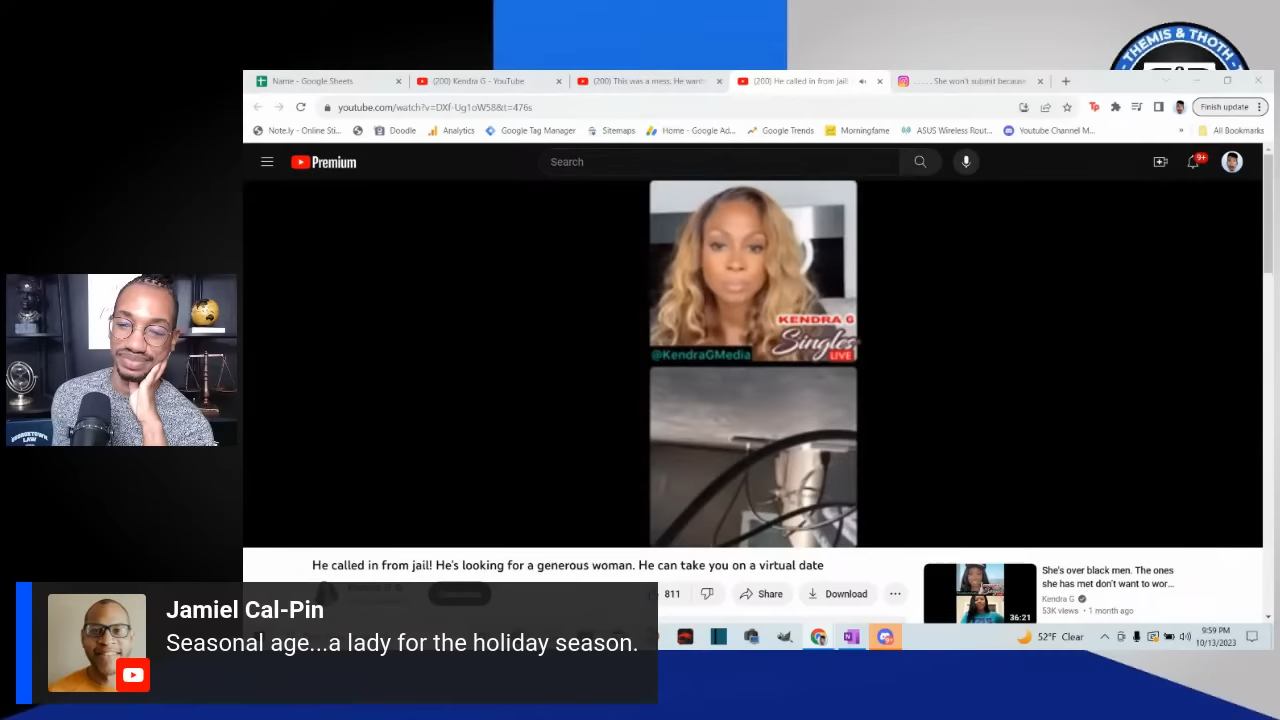 THEMIS & THOTH
Name - Google Sheets
(200) Kendra G - YouTube
(200) This was a mess. He want
(200) He called in from jail!
. . . . . She won't submit because
youtube.com/watch?v=DXf-Ug1oW58&t=476s
Finish update
Note.ly - Online Sti...
Doodle
Analytics
Google Tag Manager
Sitemaps
Home - Google Ad...
Google Trends
Morningfame
ASUS Wireless Rout...
Youtube Channel M...
»
All Bookmarks
Premium
Search
9+
KENDRA G
Singles
LIVE
@KendraGMedia
GEORGETOWN
LAW
He called in from jail! He's looking for a generous woman. He can take you on a virtual date
811
Share
Download
She's over black men. The ones
she has met don't want to wor...
Kendra G
53K views • 1 month ago
36:21
Jamiel Cal-Pin
Seasonal age...a lady for the holiday season.
52°F Clear
9:59 PM
10/13/2023